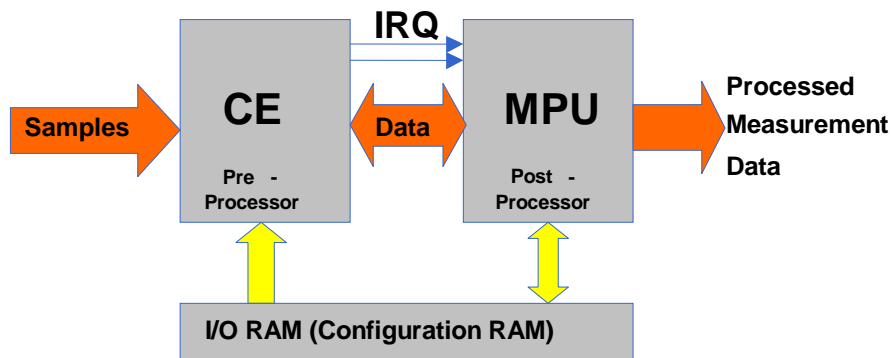 IRQ
Samples
CE
Pre - 
Processor
Data
MPU
Post -
Processor
Processed
Measurement
Data
I/O RAM (Configuration RAM)